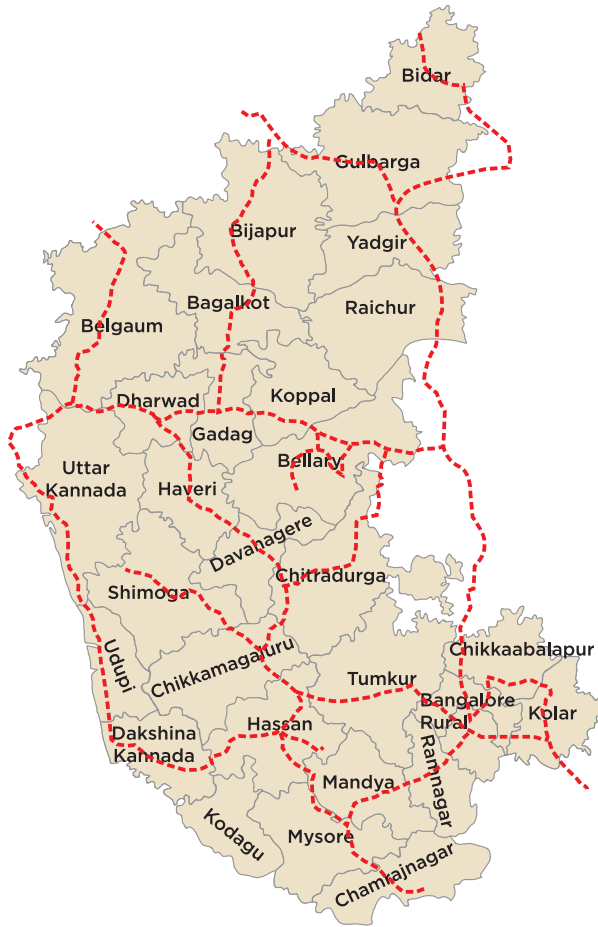 Bidar
Gulbarga
Bijapur
Yadgir
Bagalkot
Raichur
Belgaum
Dharwad
Koppal
Gadag
Uttar
Kannada
Haveri
Bellary
Davanagere
Shimoga
Chitradurga
Udupi
Chikkamagaluru
Chikkaabalapur
Tumkur
Bangalore
Rural
Kolar
Dakshina
Kannada
Hassan
Ramnagar
Mandya
Kodagu
Mysore
Chamrajnagar